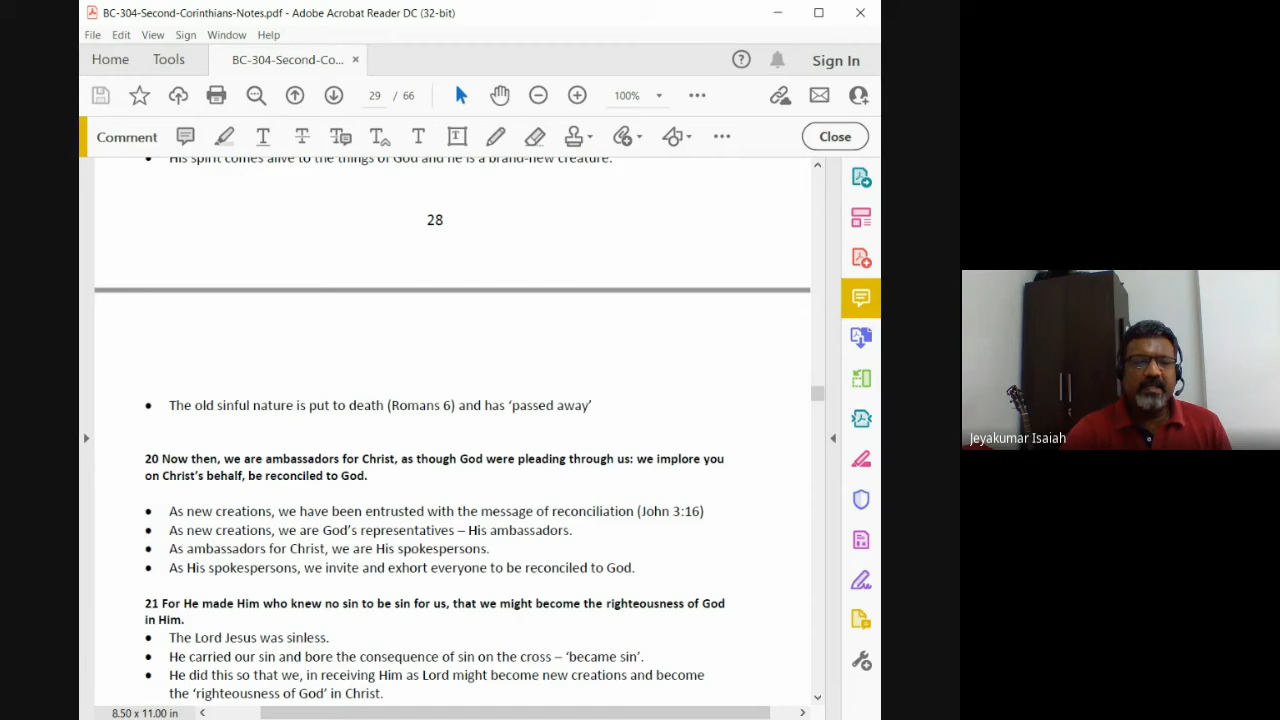 BC-304-Second-Corinthians-Notes.pdf - Adobe Acrobat Reader DC (32-bit)
File Edit View Sign Window Help
Home Tools BC-304-Second-Co... × Sign In
29 / 66 100%
Comment Close
His spirit comes alive to the things of God and he is a brand-new creature.
28
• The old sinful nature is put to death (Romans 6) and has ‘passed away’
20 Now then, we are ambassadors for Christ, as though God were pleading through us: we implore you
on Christ’s behalf, be reconciled to God.
• As new creations, we have been entrusted with the message of reconciliation (John 3:16)
• As new creations, we are God’s representatives – His ambassadors.
• As ambassadors for Christ, we are His spokespersons.
• As His spokespersons, we invite and exhort everyone to be reconciled to God.
21 For He made Him who knew no sin to be sin for us, that we might become the righteousness of God
in Him.
• The Lord Jesus was sinless.
• He carried our sin and bore the consequence of sin on the cross – ‘became sin’.
• He did this so that we, in receiving Him as Lord might become new creations and become
the ‘righteousness of God’ in Christ.
8.50 x 11.00 in
Jeyakumar Isaiah